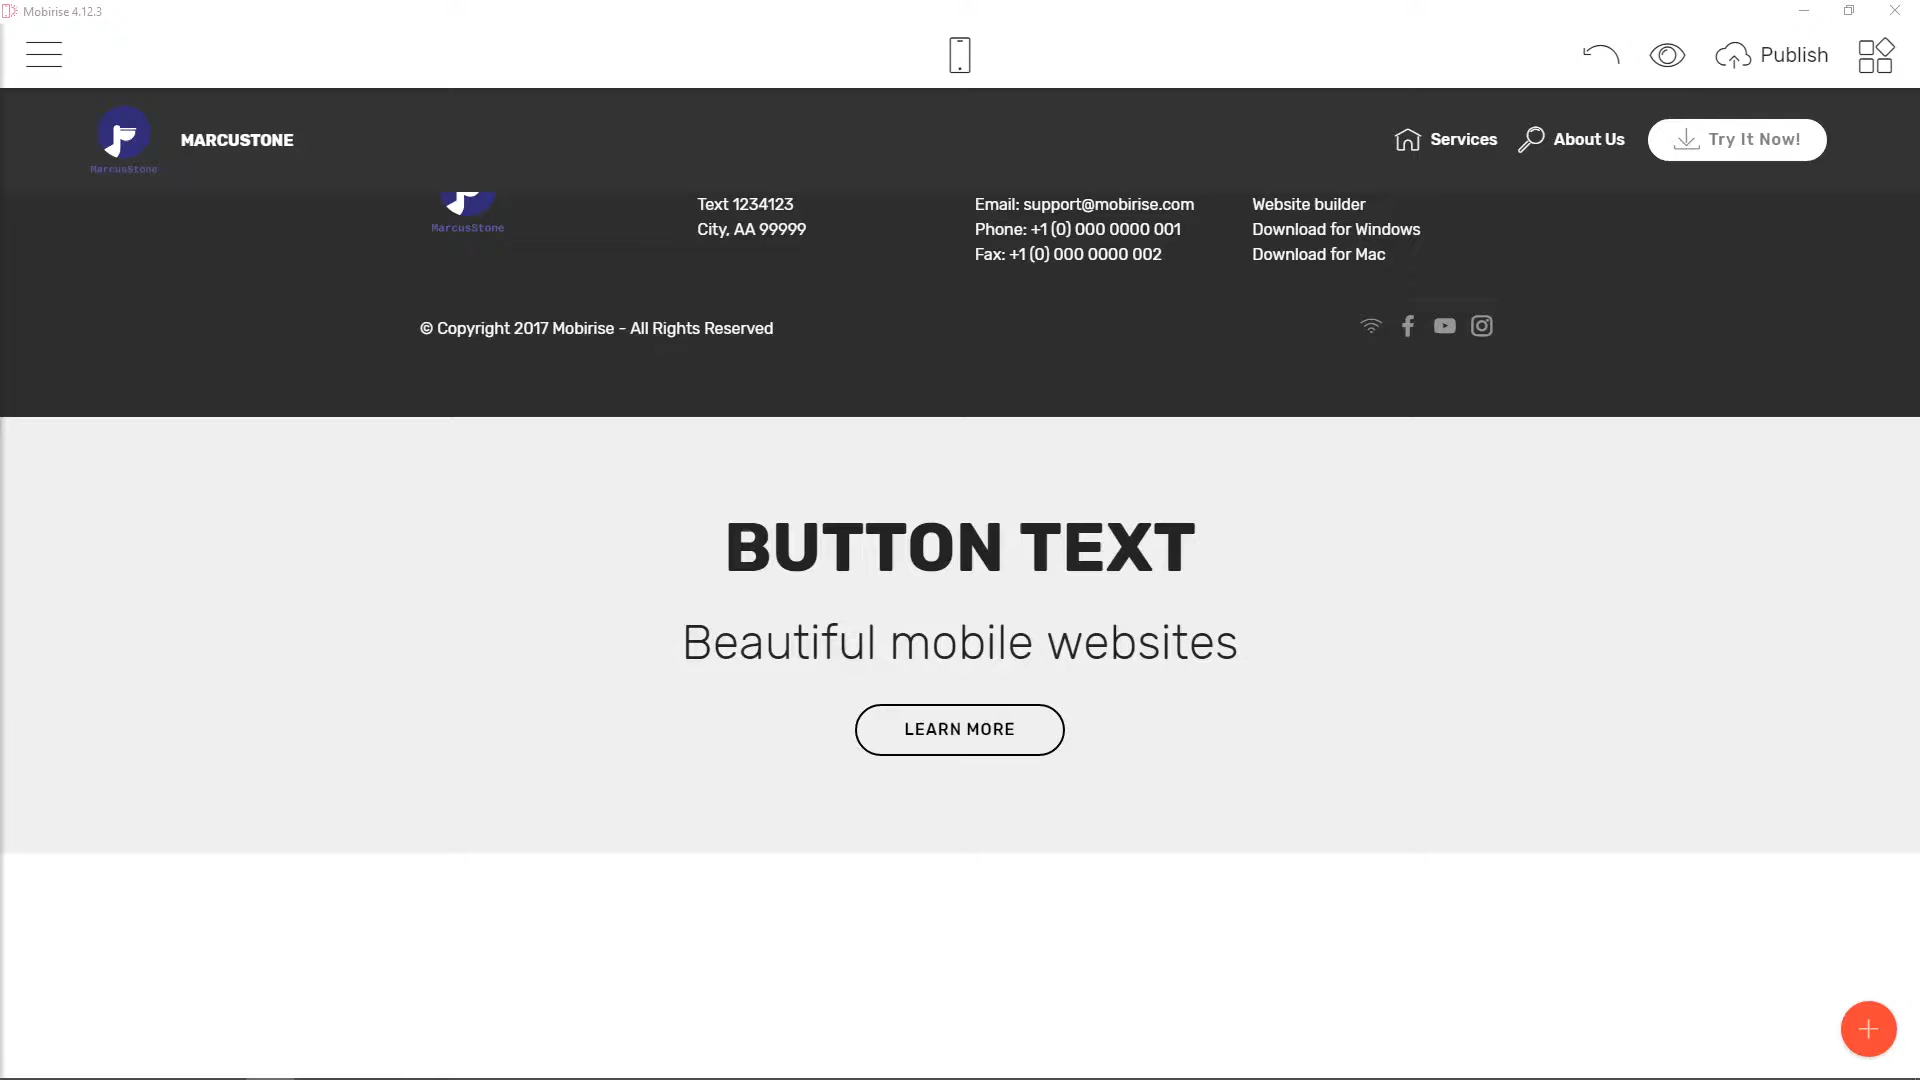 Mobirise 4.12.3
Publish
MarcusStone
MARCUSTONE
Services
About Us
Try It Now!
MarcusStone
Text 1234123
City, AA 99999
Email: support@mobirise.com
Phone: +1 (0) 000 0000 001
Fax: +1 (0) 000 0000 002
Website builder
Download for Windows
Download for Mac
© Copyright 2017 Mobirise - All Rights Reserved
BUTTON TEXT
Beautiful mobile websites
LEARN MORE